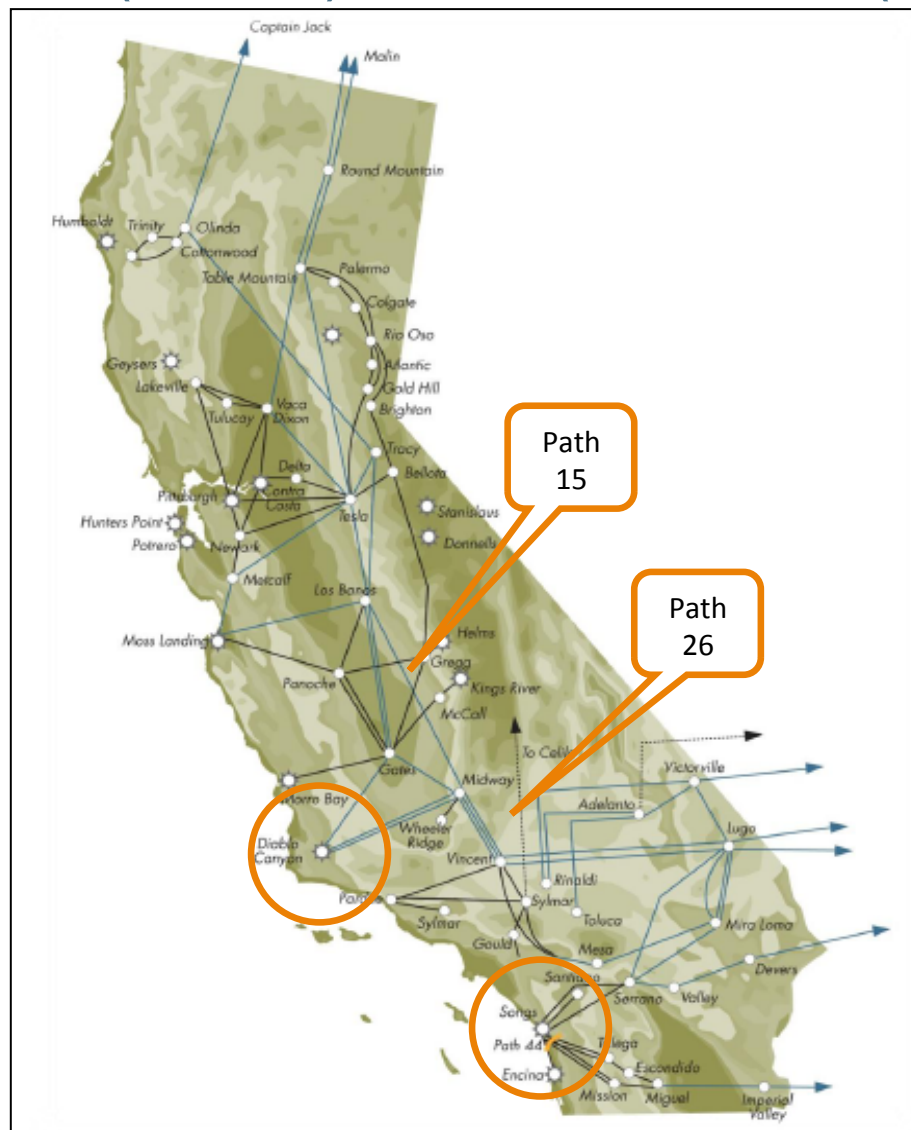 Captain Jack
Malin
Round Mountain
Humboldt
Trinity
Olinda
Cottonwood
Table Mountain
Palermo
Colgate
Rio Oso
Atlantic
Gold Hill
Brighton
Geysers
Lakeville
Tulucay
Vaca
Dixon
Path
15
Tracy
Bellota
Delta
Contra
Costa
Pittsburgh
Tesla
Stanislaus
Hunters Point
Potrero
Newark
Donnells
Metcalf
Los Banos
Path
26
Moss Landing
Helms
Gregg
Panoche
Kings River
McCall
To Celilo
Gates
Midway
Victorville
Morro Bay
Adelanto
Diablo
Canyon
Wheeler
Ridge
Lugo
Vincent
Rinaldi
Sylmar
Toluca
Sylmar
Mira Loma
Gould
Mesa
Devers
Santiago
Serrano
Valley
Songs
Path 44
Talega
Escondido
Encina
Mission
Miguel
Imperial
Valley